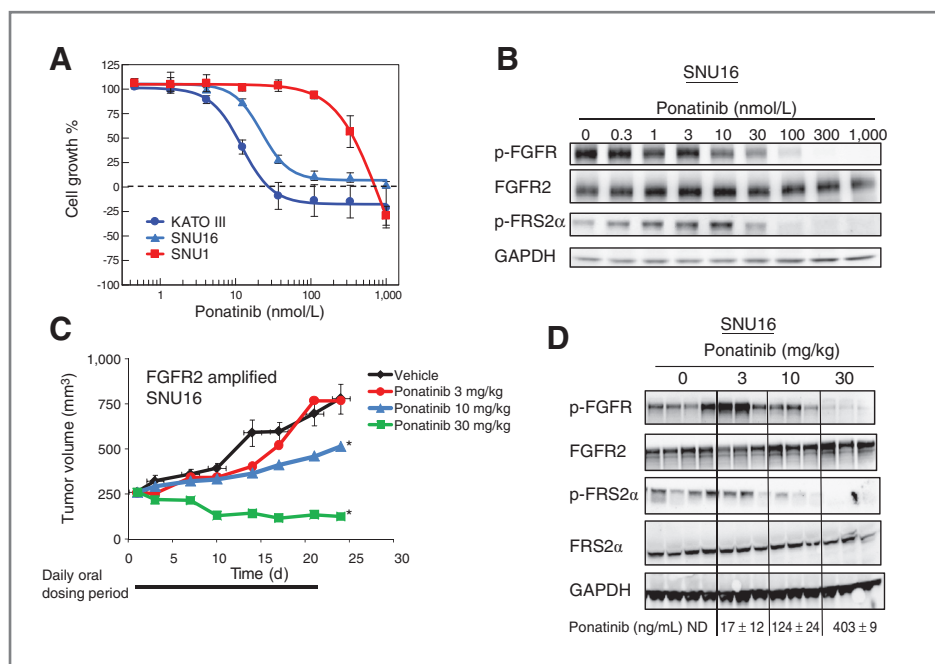 A
125
100
75
50
25
0
-25
-50
-75
-100
Cell growth %
KATO III
SNU16
SNU1
1 10 100 1,000
Ponatinib (nmol/L)
B
SNU16
Ponatinib (nmol/L)
0 0.3 1 3 10 30 100 300 1,000
p-FGFR
FGFR2
p-FRS2α
GAPDH
C
1,000
750
500
250
0
Tumor volume (mm3)
FGFR2 amplified
SNU16
Vehicle
Ponatinib 3 mg/kg
Ponatinib 10 mg/kg
Ponatinib 30 mg/kg
*
*
0 5 10 15 20 25 30
Time (d)
Daily oral
dosing period
D
SNU16
Ponatinib (mg/kg)
0 3 10 30
p-FGFR
FGFR2
p-FRS2α
FRS2α
GAPDH
Ponatinib (ng/mL) ND 17 ± 12 124 ± 24 403 ± 9